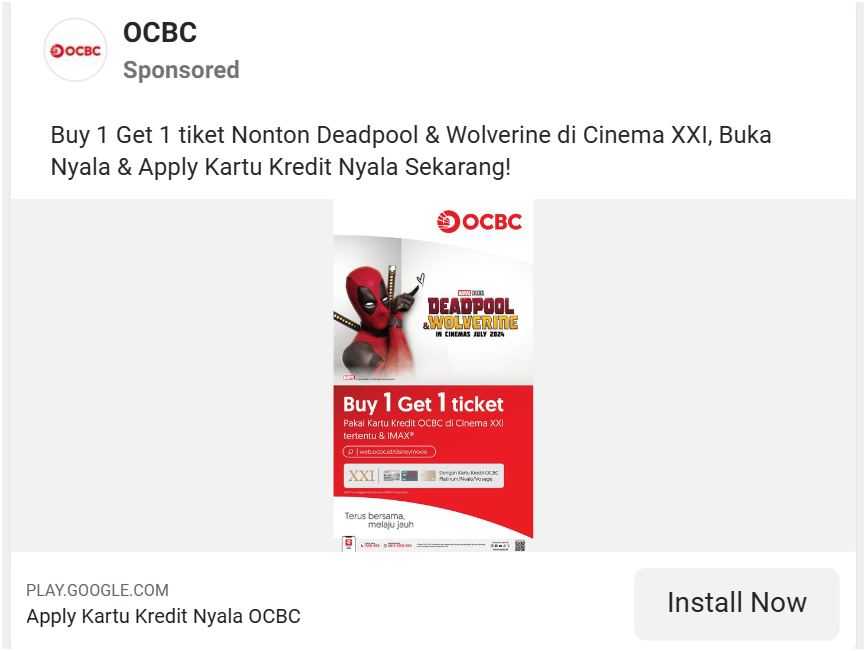 OCBC
OCBC
Sponsored
Buy 1 Get 1 tiket Nonton Deadpool & Wolverine di Cinema XXI, Buka
Nyala & Apply Kartu Kredit Nyala Sekarang!
OCBC
MARVEL STUDIOS
DEADPOOL
& WOLVERINE
IN CINEMAS JULY 2024
Buy 1 Get 1 ticket
Pakai Kartu Kredit OCBC di Cinema XXI
tertentu & IMAX®
web.ocbc.id/disneymovie
XXI
Dengan Kartu Kredit OCBC
Platinum/Nyala/Voyage
Terus bersama,
melaju jauh
PLAY.GOOGLE.COM
Apply Kartu Kredit Nyala OCBC
Install Now